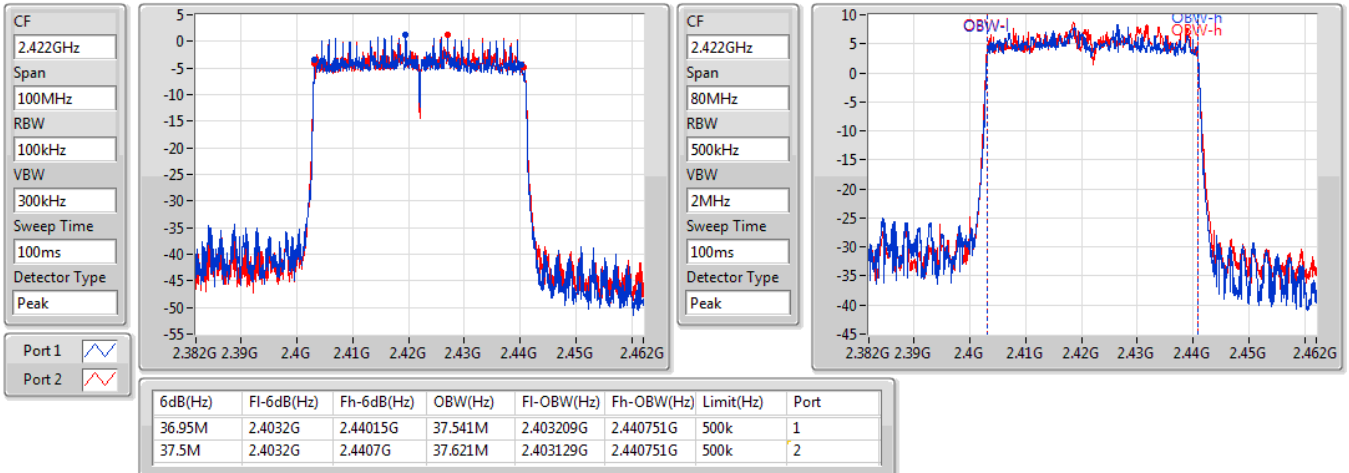 CF
2.422GHz
Span
100MHz
RBW
100kHz
VBW
300kHz
Sweep Time
100ms
Detector Type
Peak
Port 1
Port 2
5
0
-5
-10
-15
-20
-25
-30
-35
-40
-45
-50
-55
2.382G 2.39G 2.4G 2.41G 2.42G 2.43G 2.44G 2.45G 2.462G
CF
2.422GHz
Span
80MHz
RBW
500kHz
VBW
2MHz
Sweep Time
100ms
Detector Type
Peak
10
5
0
-5
-10
-15
-20
-25
-30
-35
-40
-45
OBW-l
OBW-h
OBW-h
2.382G 2.39G 2.4G 2.41G 2.42G 2.43G 2.44G 2.45G 2.462G
6dB(Hz) Fl-6dB(Hz) Fh-6dB(Hz) OBW(Hz) Fl-OBW(Hz) Fh-OBW(Hz) Limit(Hz) Port
36.95M 2.4032G 2.44015G 37.541M 2.403209G 2.440751G 500k 1
37.5M 2.4032G 2.4407G 37.621M 2.403129G 2.440751G 500k 2